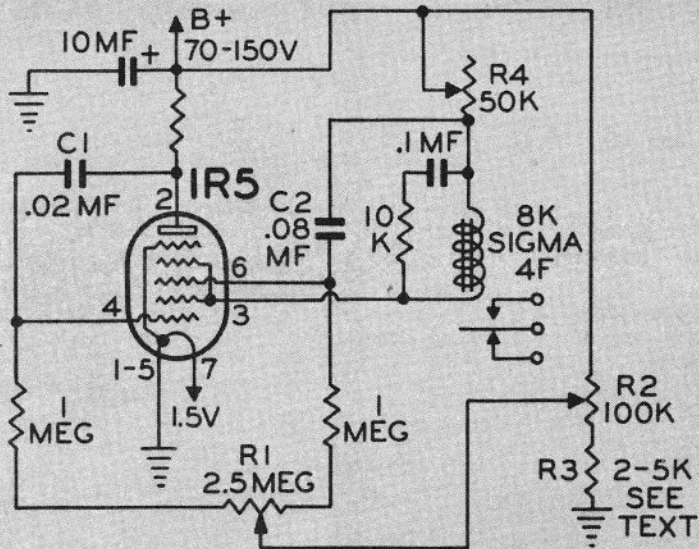 B+
10 MF +
70-150V
R4
50K
C1
.1 MF
1R5
.02 MF
2
C2
.08
MF
10
K
8K
SIGMA
4F
6
4
3
1-5
7
1.5V
1
MEG
1
MEG
R2
100K
R1
2.5 MEG
R3
2-5K
SEE
TEXT